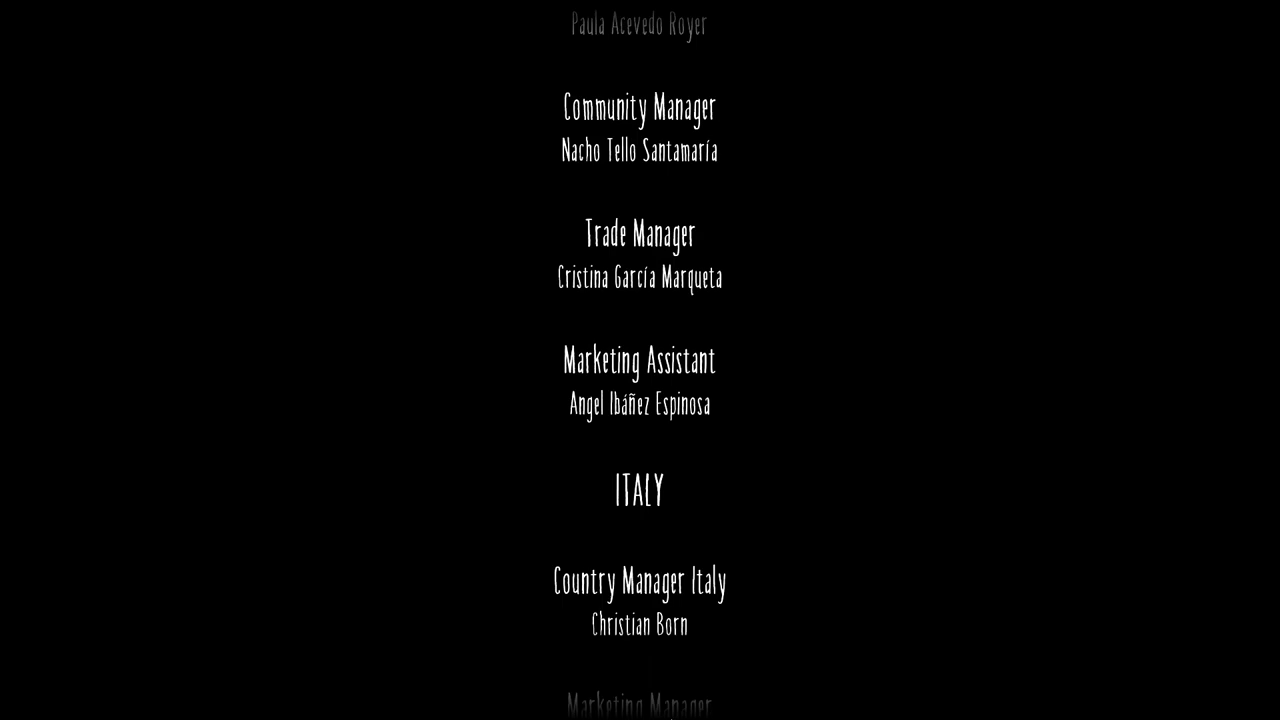 Paula Acevedo Royer
Community Manager
Nacho Tello Santamaría
Trade Manager
Cristina García Marqueta
Marketing Assistant
Angel Ibáñez Espinosa
ITALY
Country Manager Italy
Christian Born
Marketing Manager